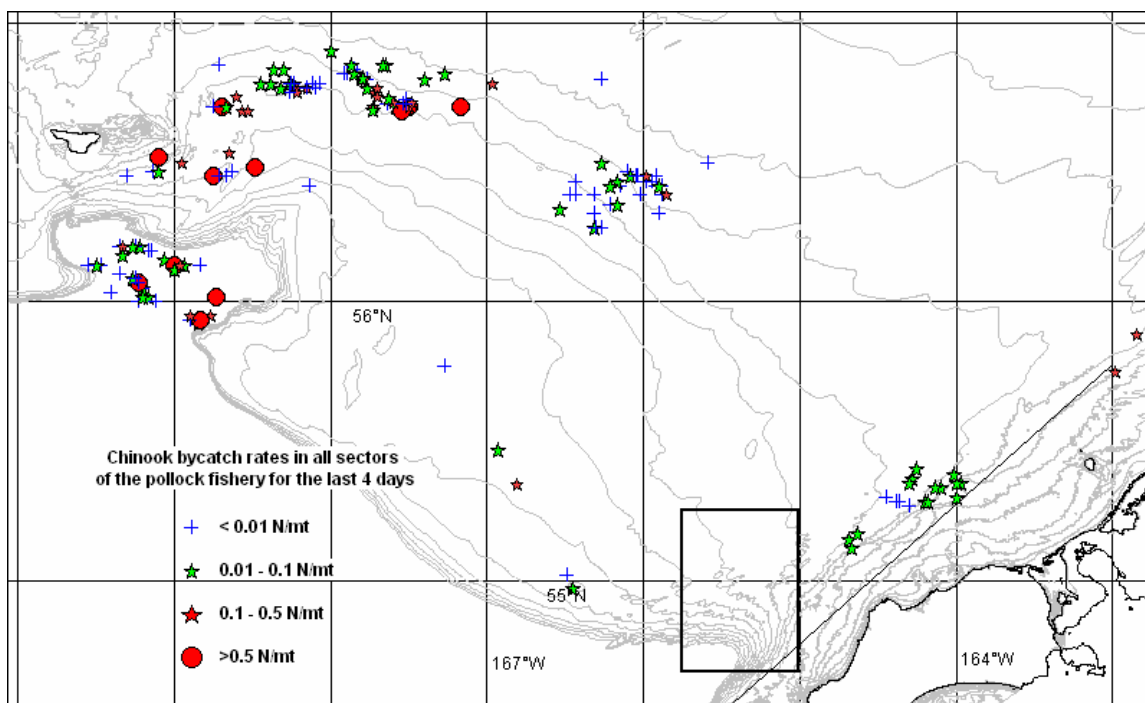 56°N
Chinook bycatch rates in all sectors
of the pollock fishery for the last 4 days
< 0.01 N/mt
0.01 - 0.1 N/mt
0.1 - 0.5 N/mt
>0.5 N/mt
55°N
167°W
164°W